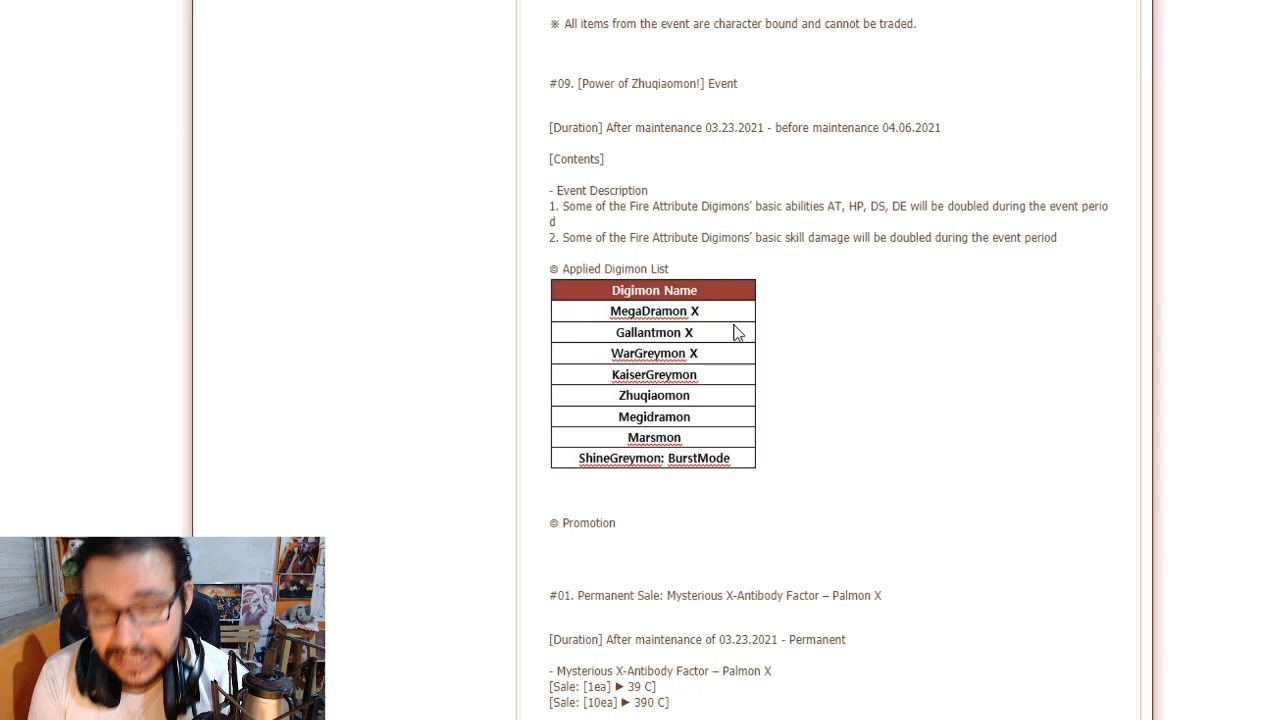 ※ All items from the event are character bound and cannot be traded.
#09. [Power of Zhuqiaomon!] Event
[Duration] After maintenance 03.23.2021 - before maintenance 04.06.2021
[Contents]
- Event Description
1. Some of the Fire Attribute Digimons' basic abilities AT, HP, DS, DE will be doubled during the event perio
d
2. Some of the Fire Attribute Digimons' basic skill damage will be doubled during the event period
◎ Applied Digimon List
Digimon Name
MegaDramon X
Gallantmon X
WarGreymon X
KaiserGreymon
Zhuqiaomon
Megidramon
Marsmon
ShineGreymon: BurstMode
◎ Promotion
#01. Permanent Sale: Mysterious X-Antibody Factor – Palmon X
[Duration] After maintenance of 03.23.2021 - Permanent
- Mysterious X-Antibody Factor – Palmon X
[Sale: [1ea] ► 39 C]
[Sale: [10ea] ► 390 C]